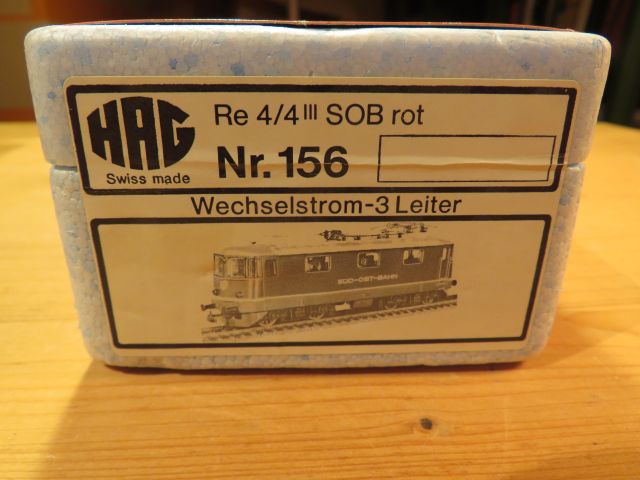 HAG
Swiss made
Re 4/4 III SOB rot
Nr. 156
Wechselstrom-3 Leiter
SÜD-OST-BAHN